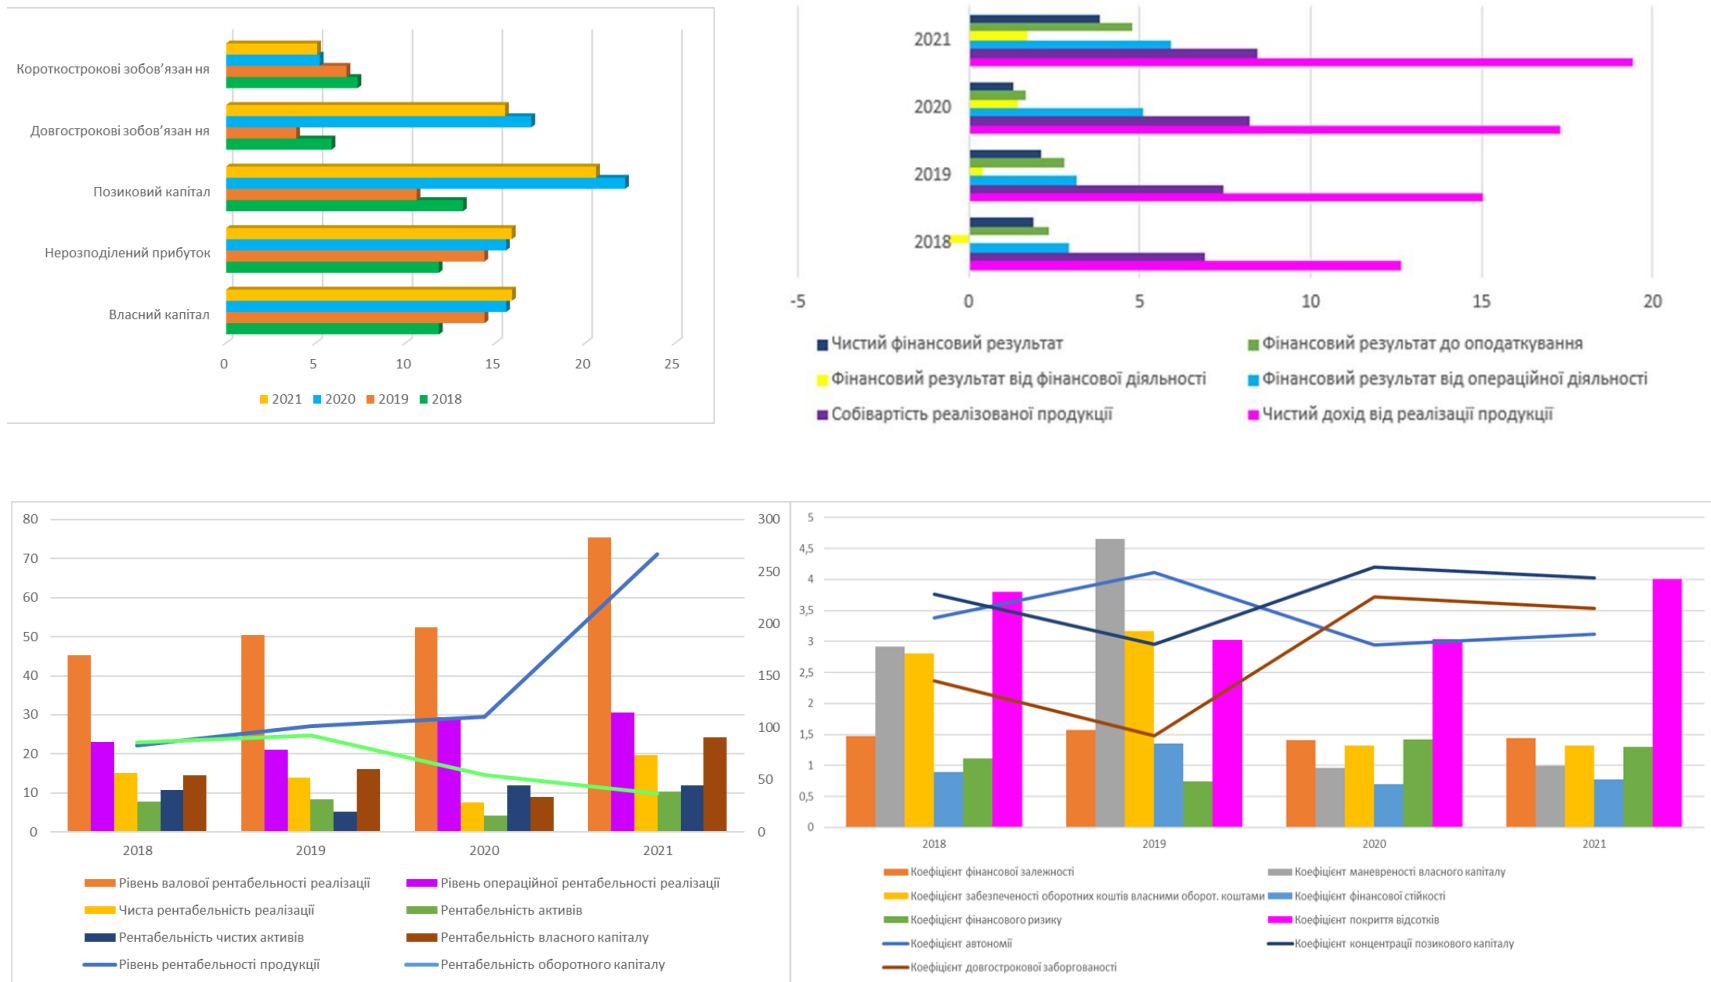 Короткострокові зобов’язан ня
Довгострокові зобов’язан ня
Позиковий капітал
Нерозподілений прибуток
Власний капітал
0 5 10 15 20 25
2021 2020 2019 2018
2021
2020
2019
2018
-5 0 5 10 15 20
Чистий фінансовий результат Фінансовий результат до оподаткування
Фінансовий результат від фінансової діяльності Фінансовий результат від операційної діяльності
Собівартість реалізованої продукції Чистий дохід від реалізації продукції
80 300
70 250
60
50 200
40 150
30 100
20
10 50
0 0
2018 2019 2020 2021
Рівень валової рентабельності реалізації Рівень операційної рентабельності реалізації
Чиста рентабельність реалізації Рентабельність активів
Рентабельність чистих активів Рентабельність власного капіталу
Рівень рентабельності продукції Рентабельність оборотного капіталу
5
4,5
4
3,5
3
2,5
2
1,5
1
0,5
0
2018 2019 2020 2021
Коефіцієнт фінансової залежності Коефіцієнт маневреності власного капіталу
Коефіцієнт забезпеченості оборотних коштів власними оборот. коштами Коефіцієнт фінансової стійкості
Коефіцієнт фінансового ризику Коефіцієнт покриття відсотків
Коефіцієнт автономії Коефіцієнт концентрації позикового капіталу
Коефіцієнт довгострокової заборгованості